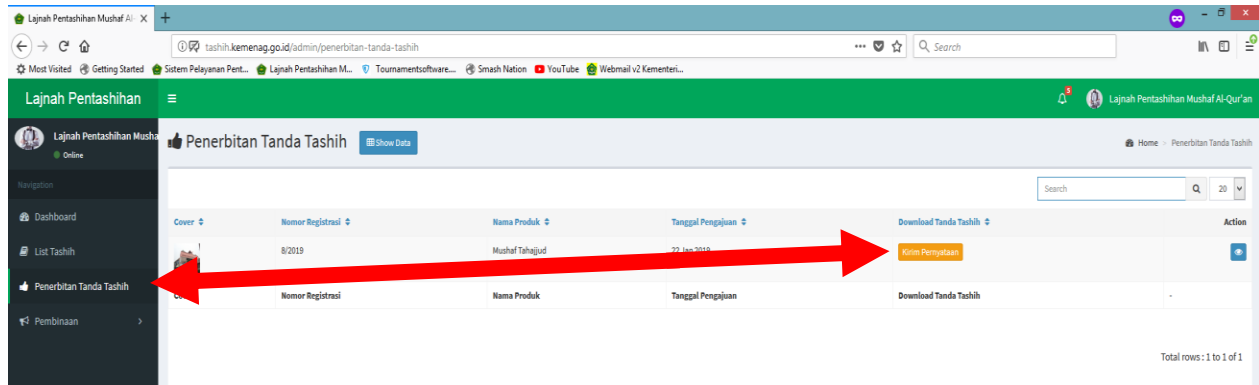 Lajnah Pentashihan Mushaf Al-
tashih.kemenag.go.id/admin/penerbitan-tanda-tashih
Search
Most Visited Getting Started Sistem Pelayanan Pent... Lajnah Pentashihan M... Tournamentsoftware.... Smash Nation YouTube Webmail v2 Kementeri...
Lajnah Pentashihan
5
Lajnah Pentashihan Mushaf Al-Qur'an
Lajnah Pentashihan Musha
Online
Penerbitan Tanda Tashih
Show Data
Home > Penerbitan Tanda Tashih
Navigation
Dashboard
List Tashih
Penerbitan Tanda Tashih
Pembinaan
Search
20
Cover Nomor Registrasi Nama Produk Tanggal Pengajuan Download Tanda Tashih Action
8/2019 Mushaf Tahajjud 22 Jan 2019 Kirim Pernyataan
Nomor Registrasi Nama Produk Tanggal Pengajuan Download Tanda Tashih -
Total rows : 1 to 1 of 1